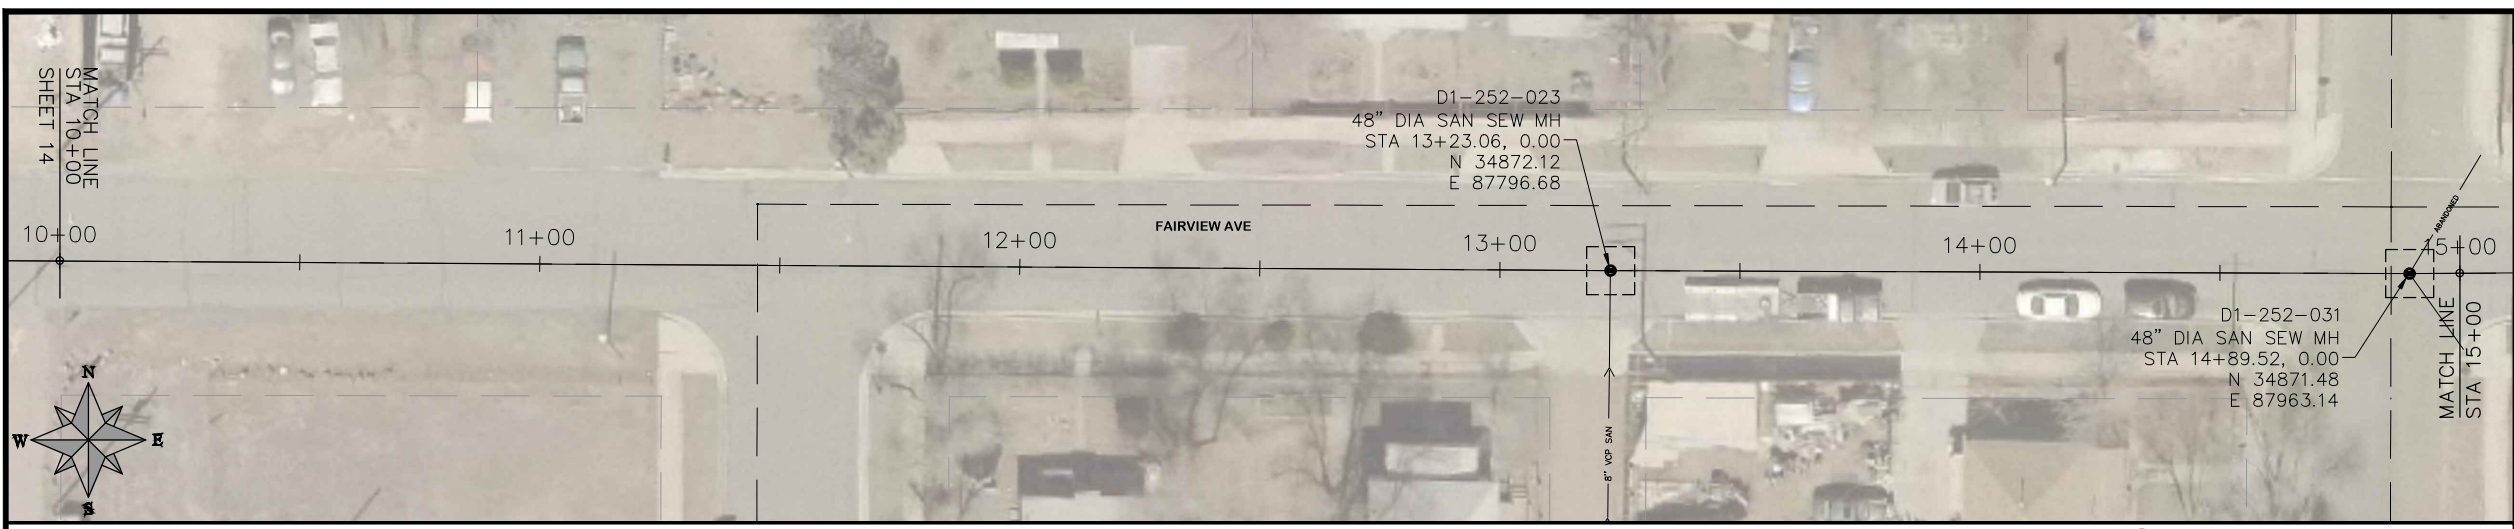 MATCH LINE
STA 10+00
SHEET 14
10+00
11+00
12+00
13+00
14+00
15+00
FAIRVIEW AVE
D1-252-023
48" DIA SAN SEW MH
STA 13+23.06, 0.00
N 34872.12
E 87796.68
ABANDONED
D1-252-031
48" DIA SAN SEW MH
STA 14+89.52, 0.00
N 34871.48
E 87963.14
MATCH LINE
STA 15+00
8" VCP SAN
N
W
E
S